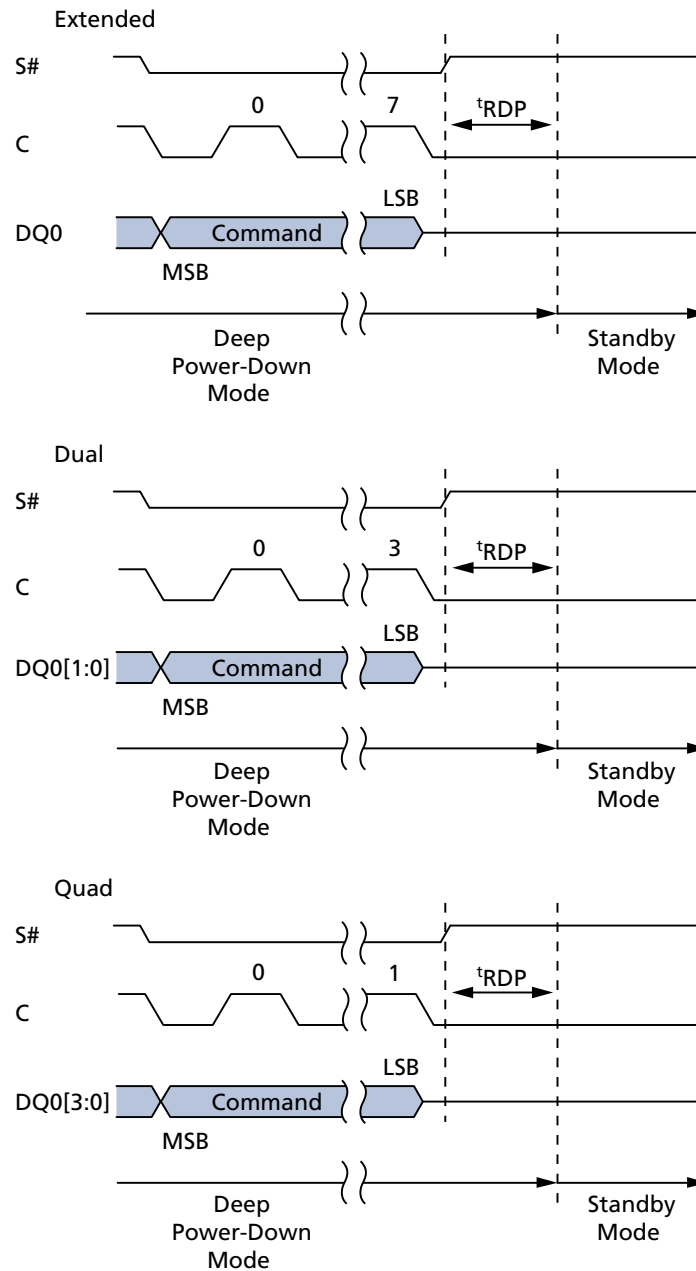 Extended
S#
0 7 tRDP
C
LSB
DQ0 Command
MSB
Deep
Power-Down
Mode
Standby
Mode
Dual
S#
0 3 tRDP
C
LSB
DQ0[1:0] Command
MSB
Deep
Power-Down
Mode
Standby
Mode
Quad
S#
0 1 tRDP
C
LSB
DQ0[3:0] Command
MSB
Deep
Power-Down
Mode
Standby
Mode